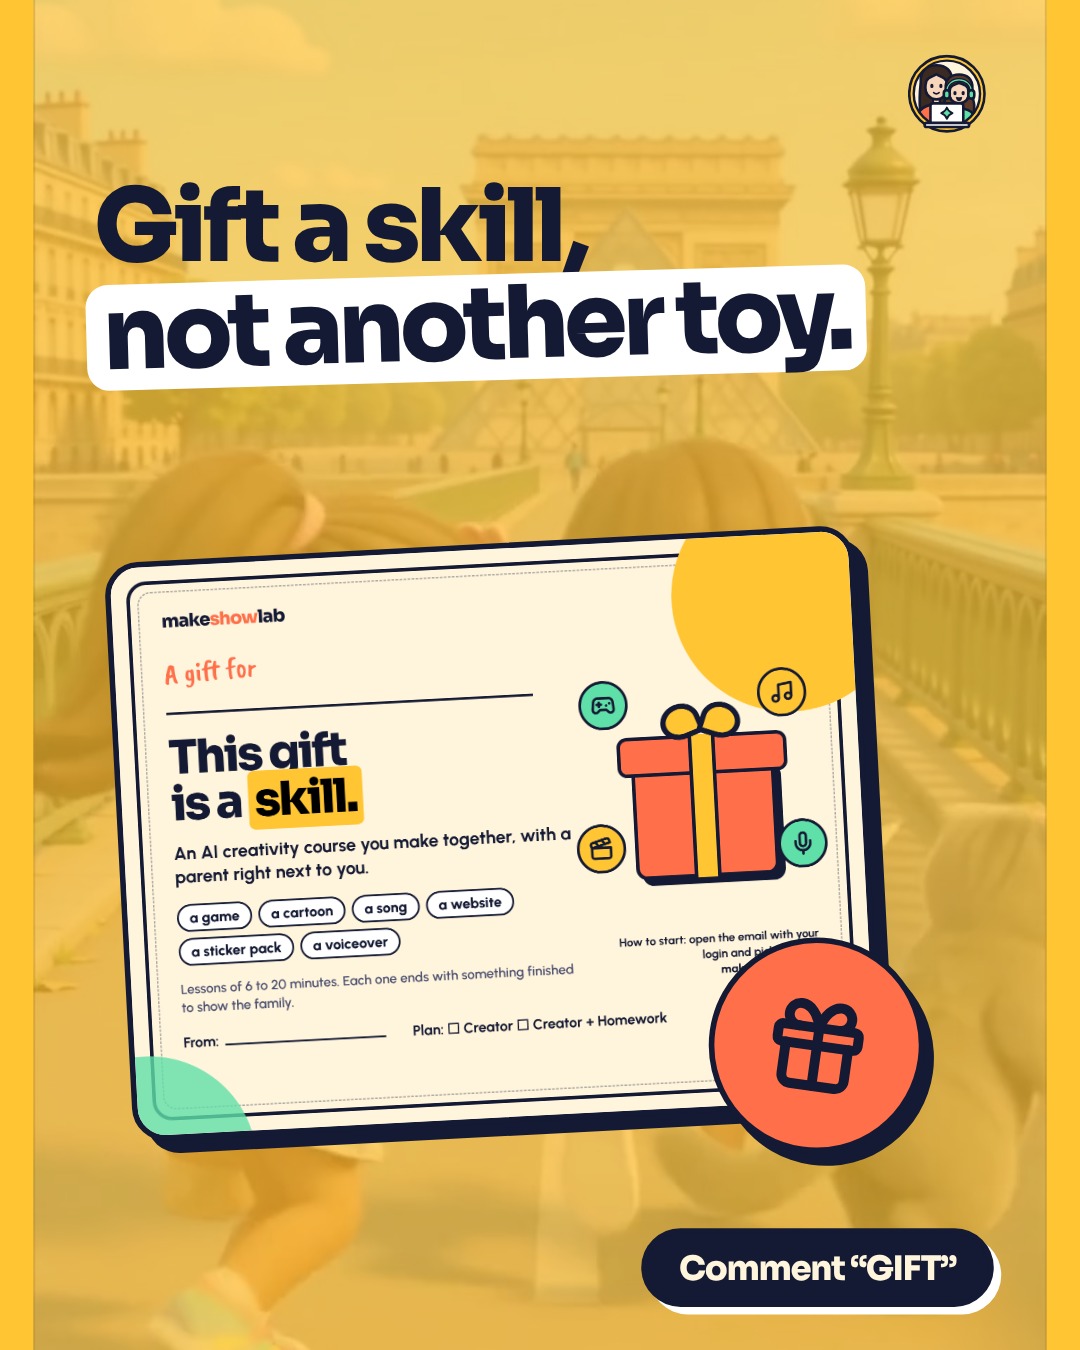 Gift a skill,
not another toy.
makeshowlab
A gift for
This gift
is a skill.
An AI creativity course you make together, with a
parent right next to you.
a game a cartoon a song a website
a sticker pack a voiceover
Lessons of 6 to 20 minutes. Each one ends with something finished
to show the family.
How to start: open the email with your
login and
From:
Plan: ☐ Creator ☐ Creator + Homework
Comment “GIFT”